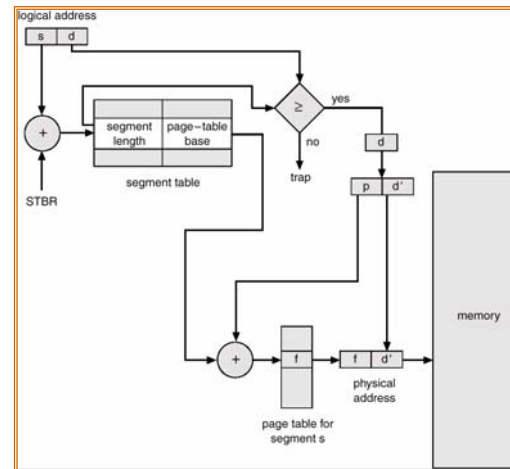 logical address
s d
≥
yes
no
trap
+
segment length
page–table base
segment table
STBR
d
p d'
memory
+
f
f d'
physical address
page table for segment s